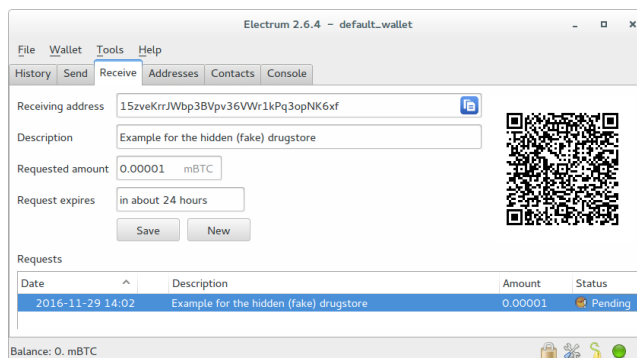 Electrum 2.6.4 – default_wallet
File Wallet Tools Help
History Send Receive Addresses Contacts Console
Receiving address 15zveKrrJWbp3BVpv36VWr1kPq3opNK6xf
Description Example for the hidden (fake) drugstore
Requested amount 0.00001 mBTC
Request expires in about 24 hours
Save New
Requests
Date Description Amount Status
2016-11-29 14:02 Example for the hidden (fake) drugstore 0.00001 Pending
Balance: 0. mBTC